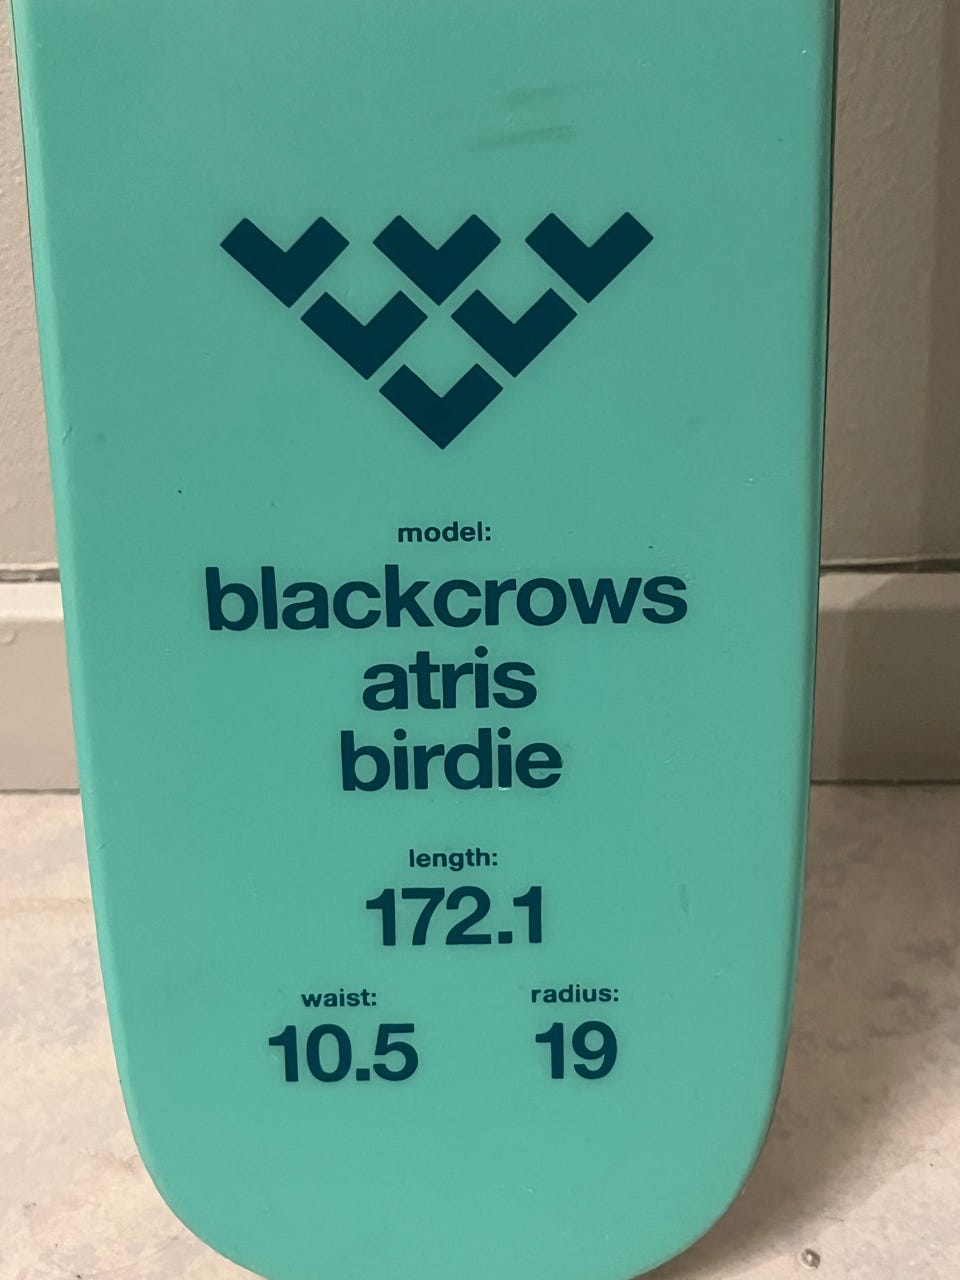 model:
blackcrows
atris
birdie
length:
172.1
waist: radius:
10.5 19